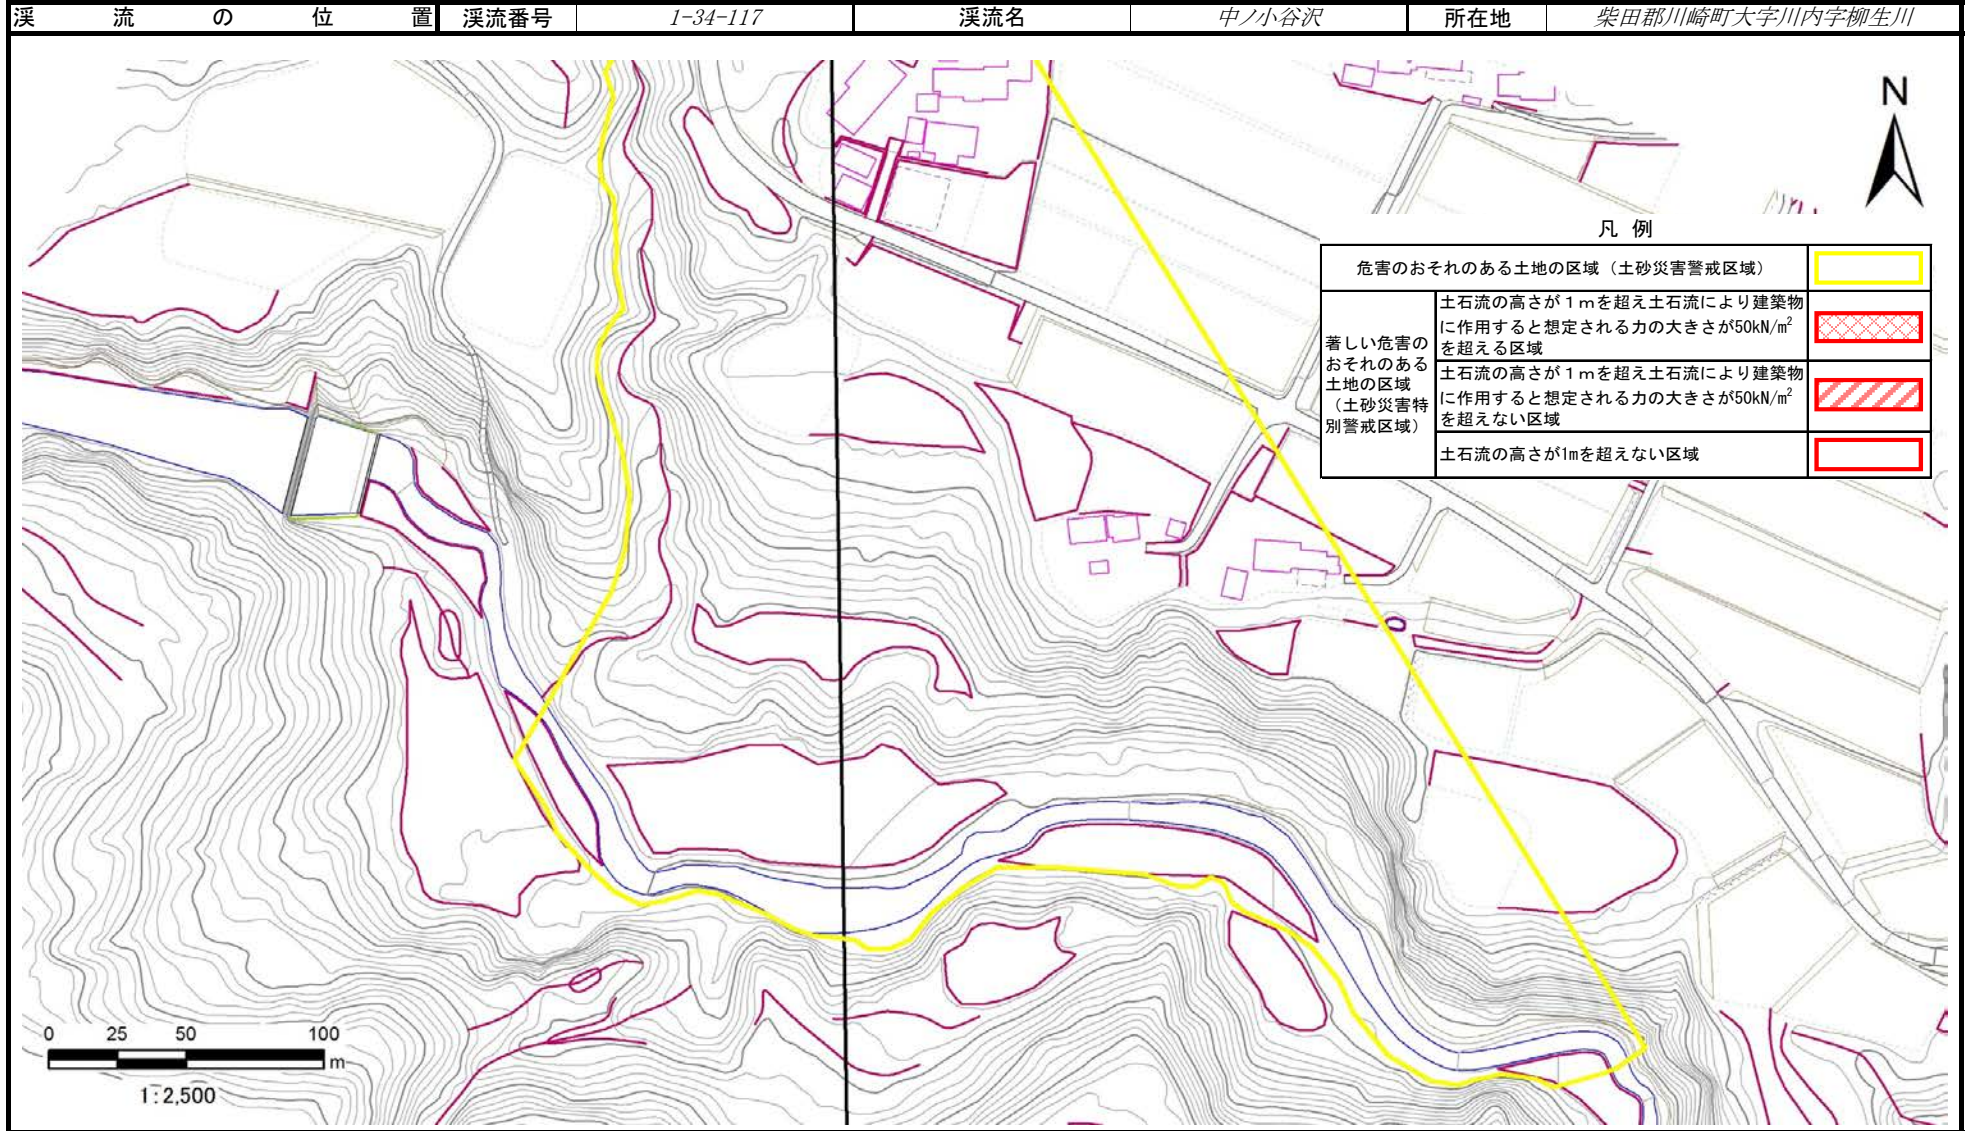 渓流の位置 渓流番号 1-34-117 渓流名 中ノ小谷沢 所在地 柴田郡川崎町大字川内字柳生川
N
凡 例
危害のおそれのある土地の区域（土砂災害警戒区域）
著しい危害の
おそれのある
土地の区域
（土砂災害特
別警戒区域）
土石流の高さが１ｍを超え土石流により建築物
に作用すると想定される力の大きさが50kN/㎡
を超える区域
土石流の高さが１ｍを超え土石流により建築物
に作用すると想定される力の大きさが50kN/㎡
を超えない区域
土石流の高さが1mを超えない区域
0 25 50 100
m
1:2,500